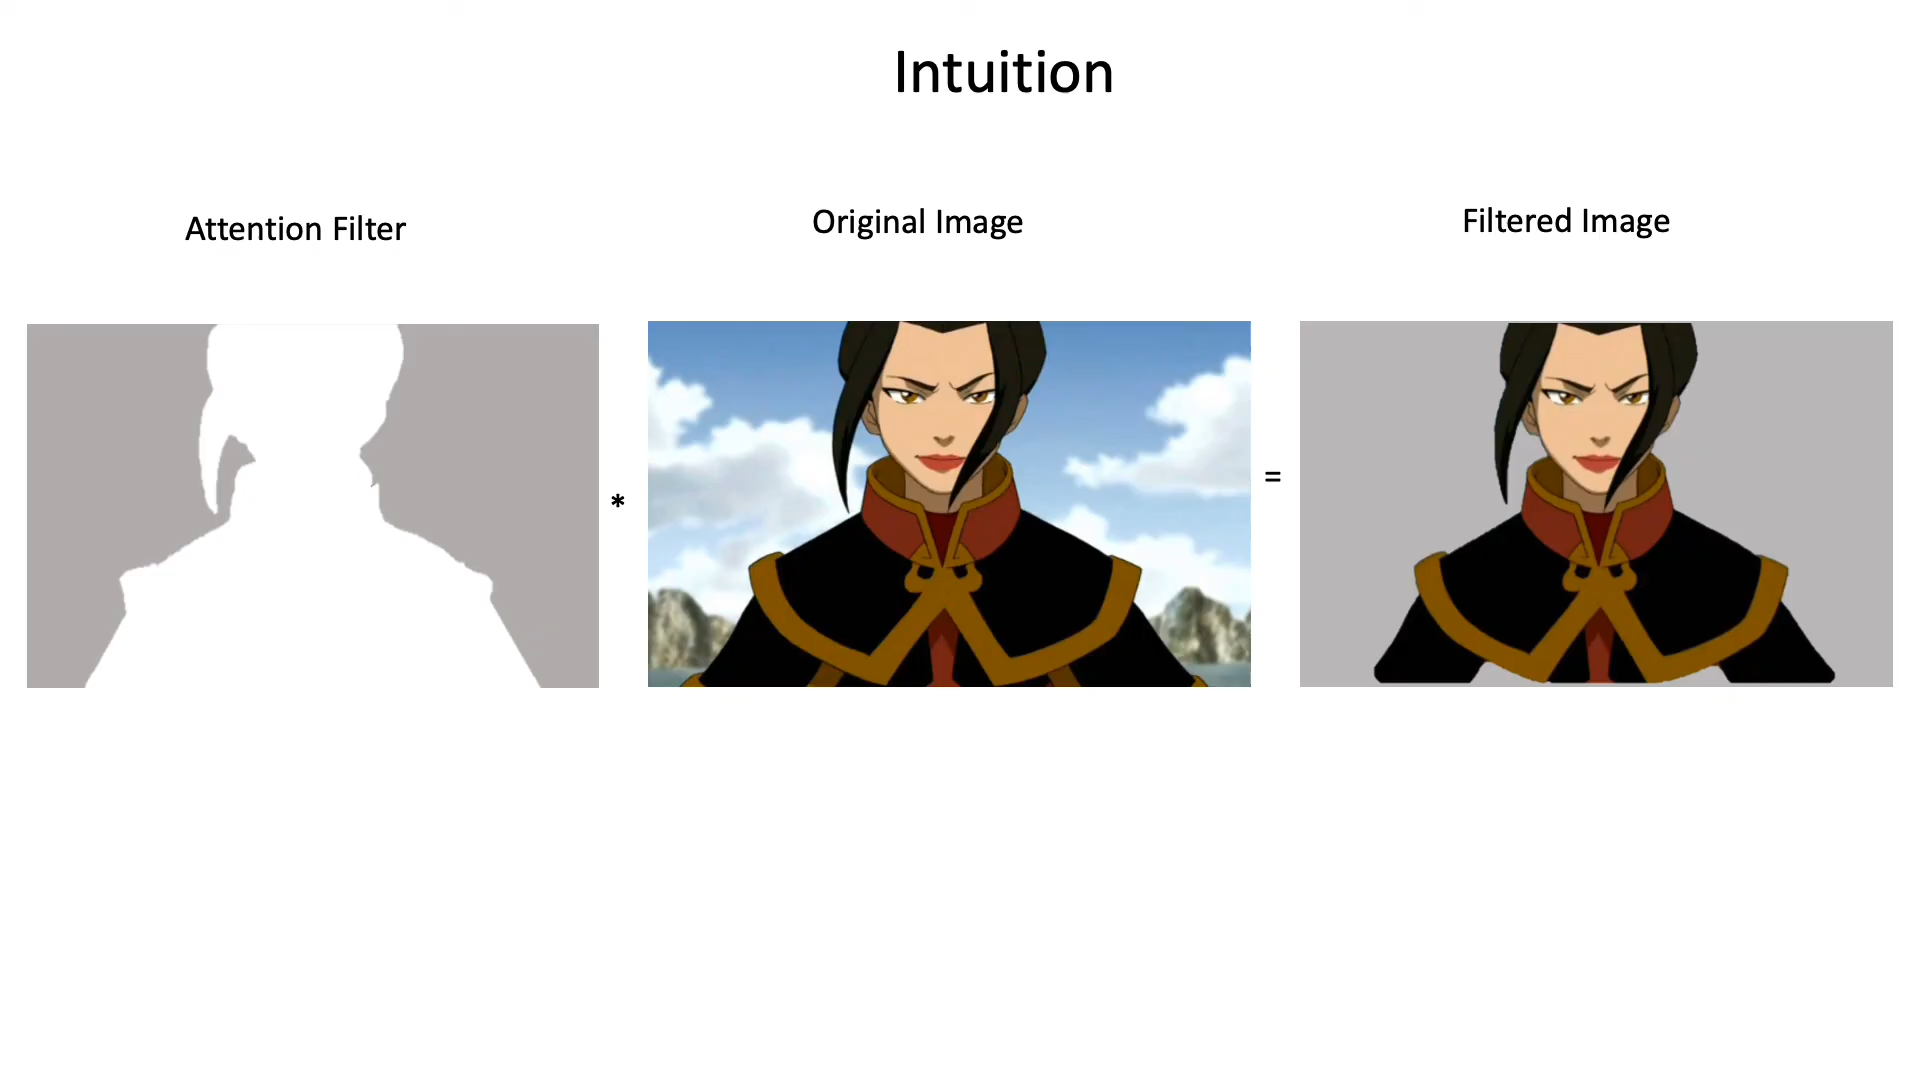 Intuition
Attention Filter
Original Image
Filtered Image
*
=